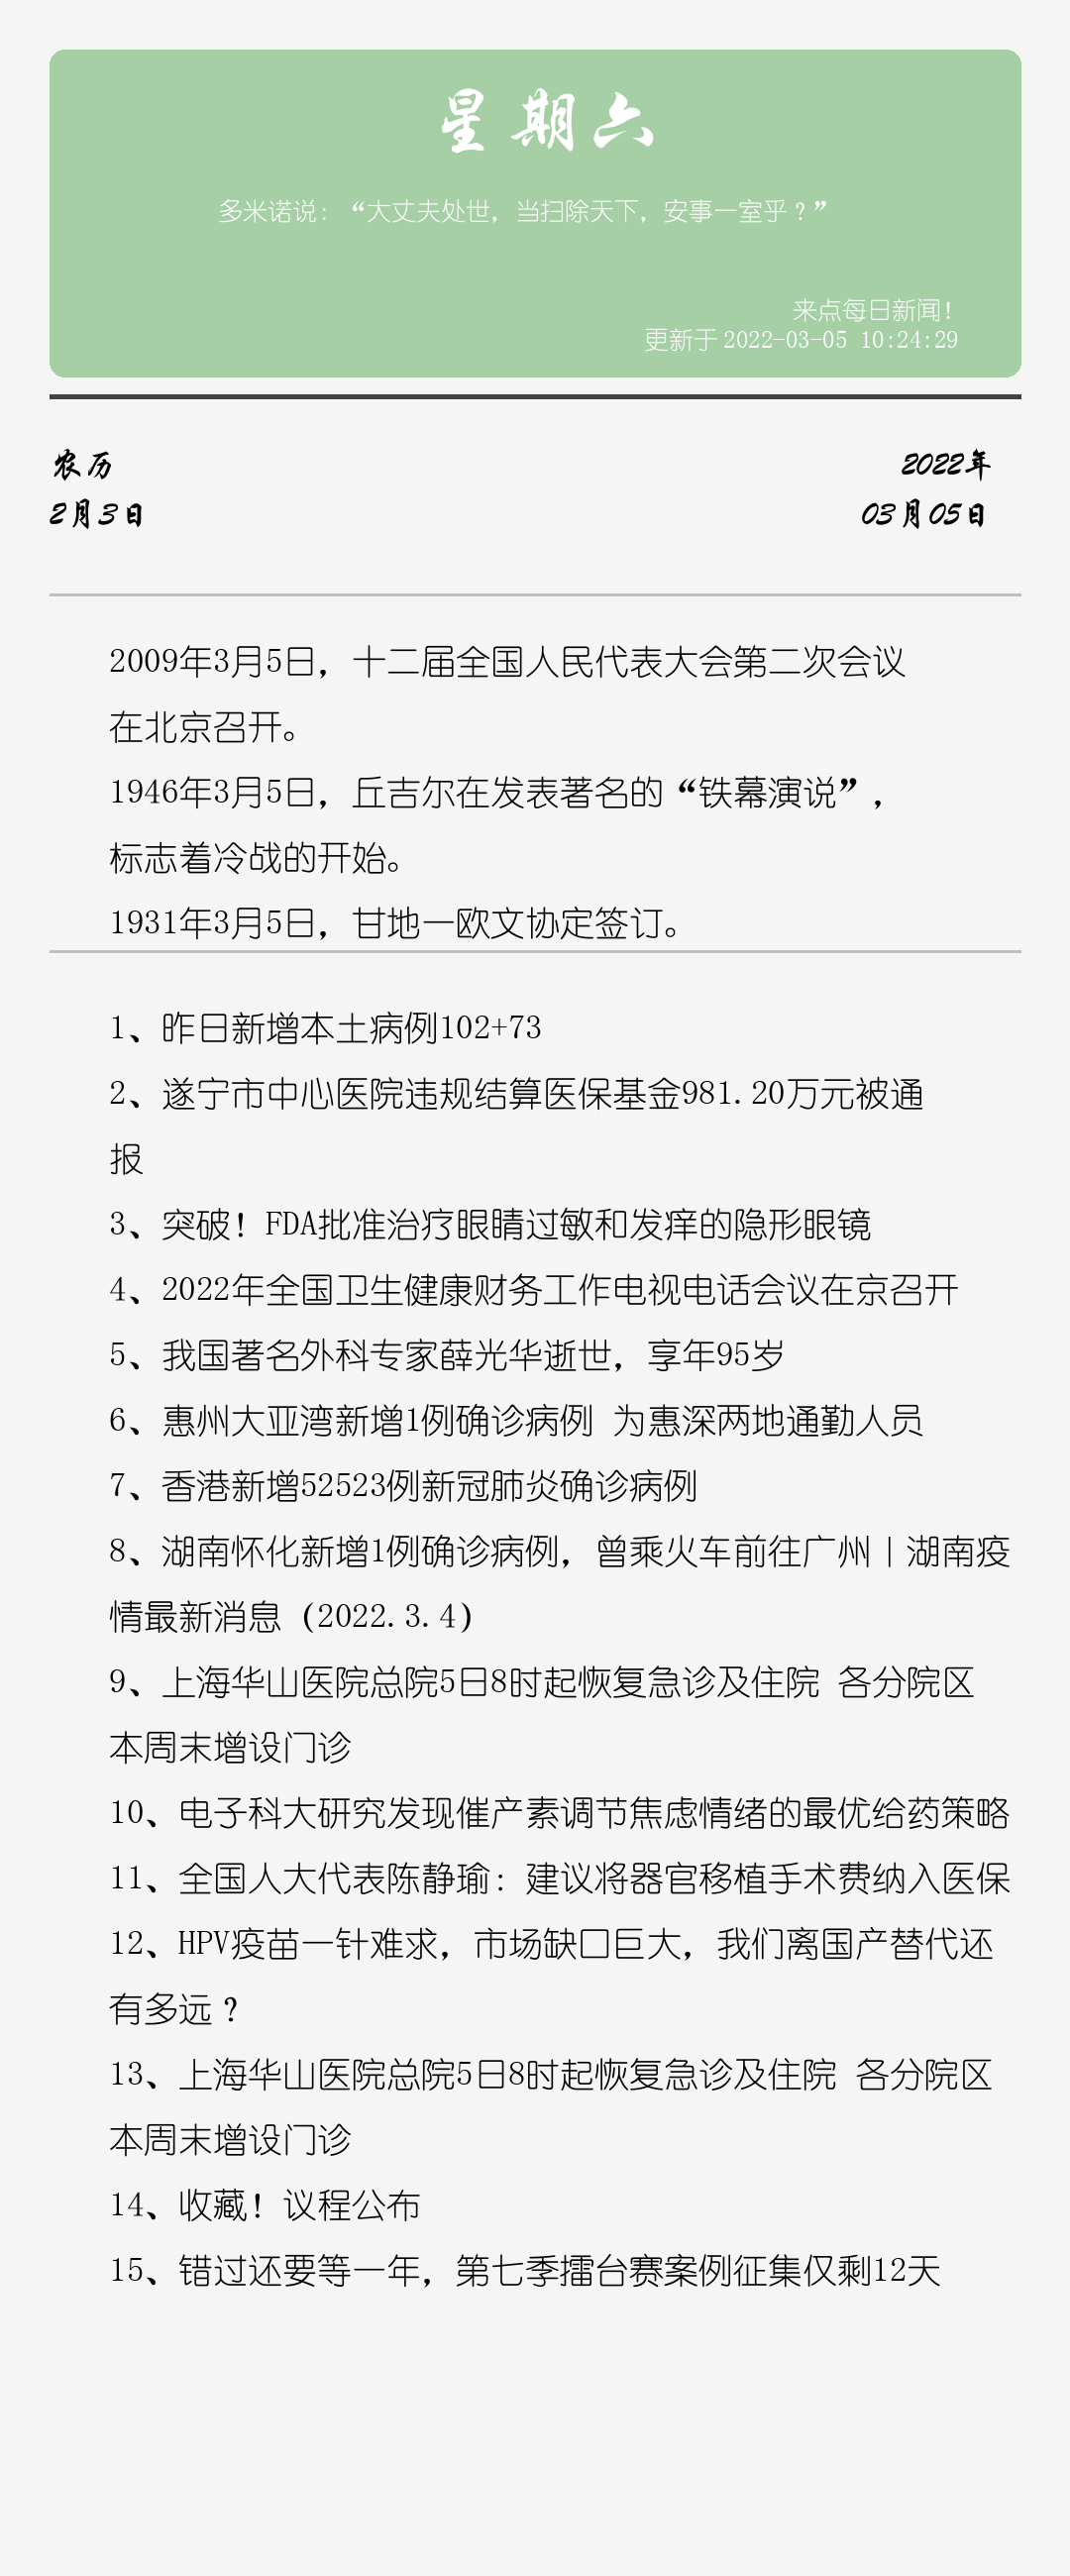 星期六
多米诺说：“大丈夫处世，当扫除天下，安事一室乎？”
来点每日新闻！
更新于2022-03-05 10:24:29
农历
2022年
2月3日
03月05日
2009年3月5日，十二届全国人民代表大会第二次会议
在北京召开。
1946年3月5日，丘吉尔在发表著名的“铁幕演说”，
标志着冷战的开始。
1931年3月5日，甘地一欧文协定签订。
1、昨日新增本土病例102+73
2、遂宁市中心医院违规结算医保基金981.20万元被通
报
3、突破！FDA批准治疗眼睛过敏和发痒的隐形眼镜
4、2022年全国卫生健康财务工作电视电话会议在京召开
5、我国著名外科专家薛光华逝世，享年95岁
6、惠州大亚湾新增1例确诊病例 为惠深两地通勤人员
7、香港新增52523例新冠肺炎确诊病例
8、湖南怀化新增1例确诊病例，曾乘火车前往广州丨湖南疫
情最新消息（2022.3.4）
9、上海华山医院总院5日8时起恢复急诊及住院 各分院区
本周末增设门诊
10、电子科大研究发现催产素调节焦虑情绪的最优给药策略
11、全国人大代表陈静瑜：建议将器官移植手术费纳入医保
12、HPV疫苗一针难求，市场缺口巨大，我们离国产替代还
有多远？
13、上海华山医院总院5日8时起恢复急诊及住院 各分院区
本周末增设门诊
14、收藏！议程公布
15、错过还要等一年，第七季擂台赛案例征集仅剩12天